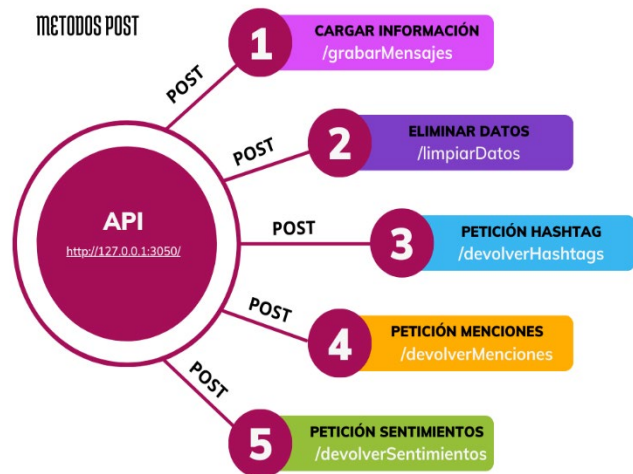 METODOS POST
1
CARGAR INFORMACIÓN
/grabarMensajes
POST
2
ELIMINAR DATOS
/limpiarDatos
POST
API
http://127.0.0.1:3050/
POST
3
PETICIÓN HASHTAG
/devolverHashtags
POST
4
PETICIÓN MENCIONES
/devolverMenciones
POST
5
PETICIÓN SENTIMIENTOS
/devolverSentimientos